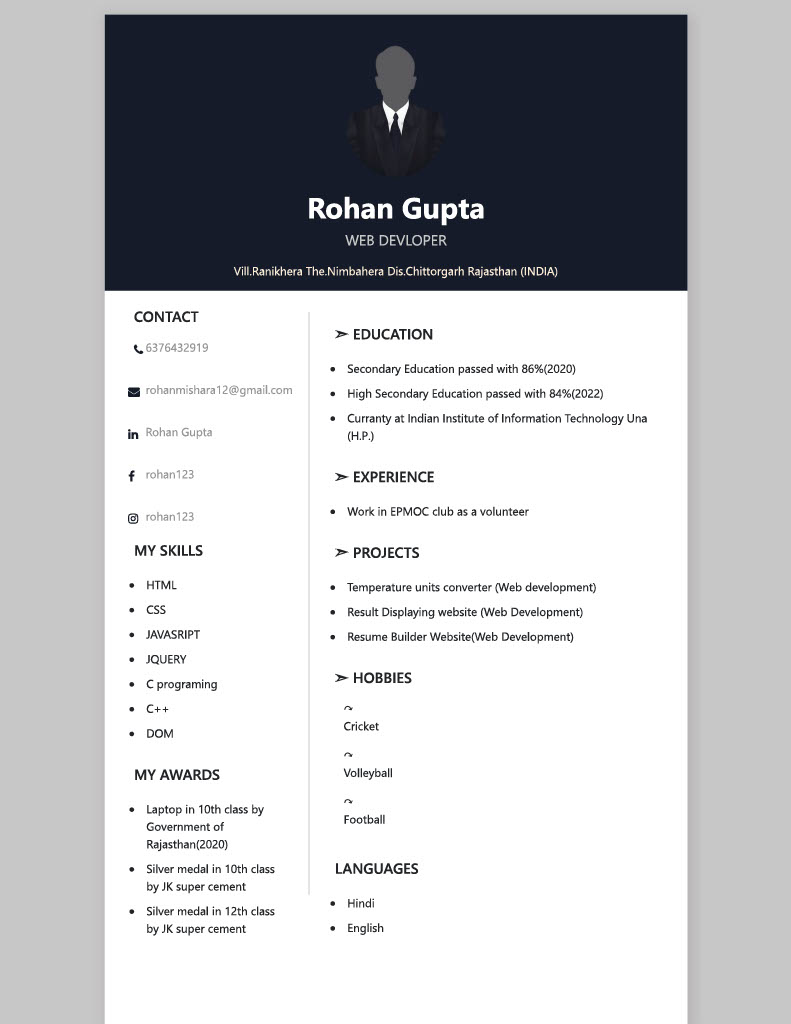 Rohan Gupta
WEB DEVLOPER
Vill.Ranikhera The.Nimbahera Dis.Chittorgarh Rajasthan (INDIA)
CONTACT
6376432919
rohanmishara12@gmail.com
Rohan Gupta
rohan123
rohan123
MY SKILLS
• HTML
• CSS
• JAVASRIPT
• JQUERY
• C programing
• C++
• DOM
MY AWARDS
• Laptop in 10th class by
Government of
Rajasthan(2020)
• Silver medal in 10th class
by JK super cement
• Silver medal in 12th class
by JK super cement
➣ EDUCATION
• Secondary Education passed with 86%(2020)
• High Secondary Education passed with 84%(2022)
• Curranty at Indian Institute of Information Technology Una
(H.P.)
➣ EXPERIENCE
• Work in EPMOC club as a volunteer
➣ PROJECTS
• Temperature units converter (Web development)
• Result Displaying website (Web Development)
• Resume Builder Website(Web Development)
➣ HOBBIES
↷
Cricket
↷
Volleyball
↷
Football
LANGUAGES
• Hindi
• English